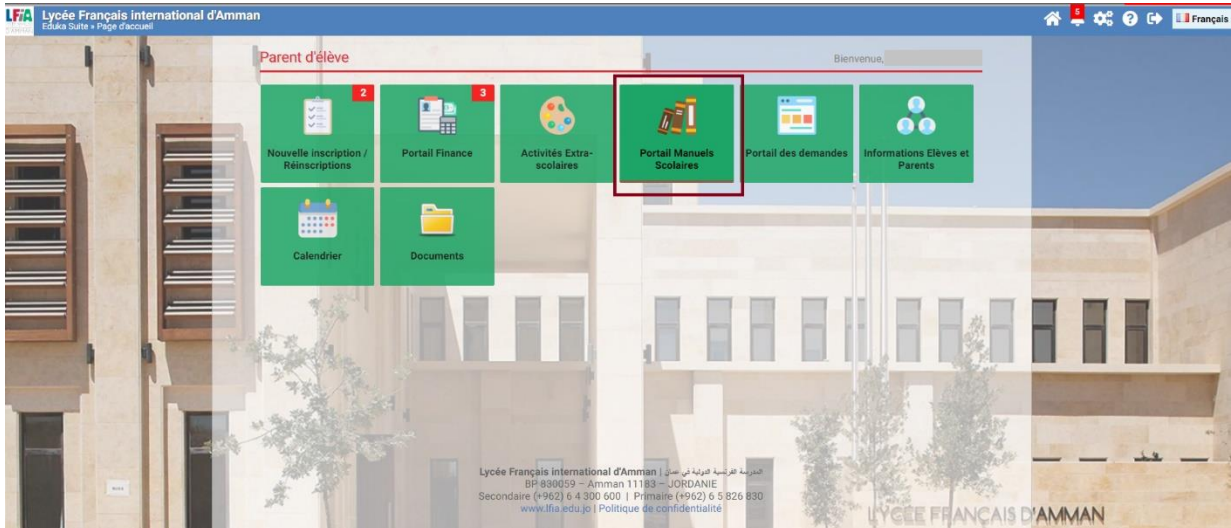 LFiA
Lycée Français international d'Amman
Eduka Suite » Page d'accueil
5
Français
Parent d'élève
Bienvenue,
2
3
Nouvelle inscription /
Réinscriptions
Portail Finance
Activités Extra-
scolaires
Portail Manuels
Scolaires
Portail des demandes
Informations Elèves et
Parents
Calendrier
Documents
Lycée Français international d'Amman | المدرسة الفرنسية الدولية في عمان
BP 830059 – Amman 11183 – JORDANIE
Secondaire (+962) 6 4 300 600 | Primaire (+962) 6 5 826 830
www.lfia.edu.jo | Politique de confidentialité
LYCEE FRANÇAIS D'AMMAN